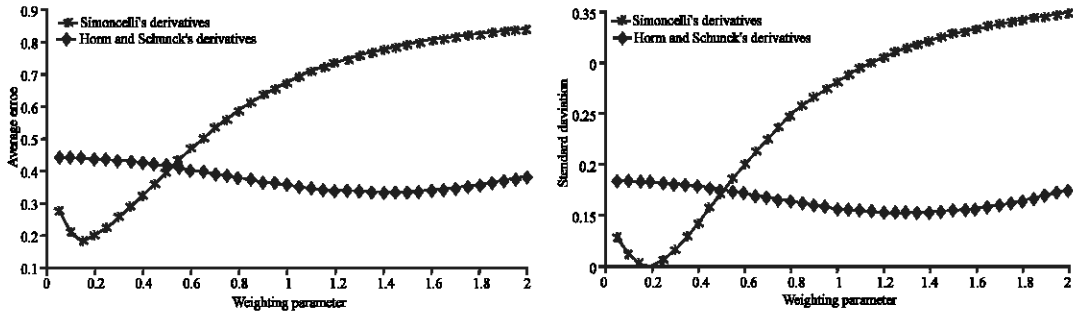 0.9
Simoncelli's derivatives
Horm and Schunck's derivatives
0.8
0.7
0.6
0.5
0.4
0.3
0.2
0.1
Average erroe
0 0.2 0.4 0.6 0.8 1 1.2 1.4 1.6 1.8 2
Weighting parameter
0.35
Simoncelli's derivatives
Horm and Schunck's derivatives
0
0.25
0.2
0.15
0
Stendard daviation
0 0.2 0.4 0.6 0.8 1 1.2 1.4 1.6 1.8 2
Weighting parameter